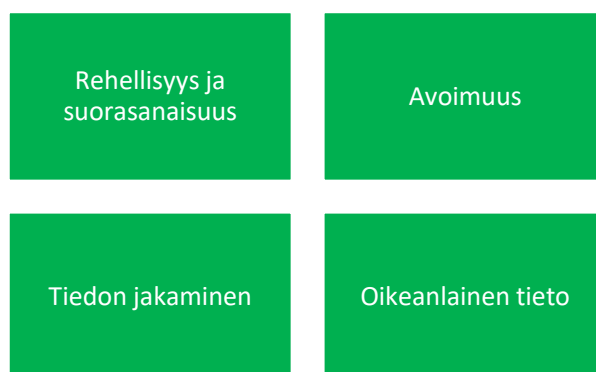 Rehellisyys ja
suorasanaisuus
Avoimuus
Tiedon jakaminen
Oikeanlainen tieto